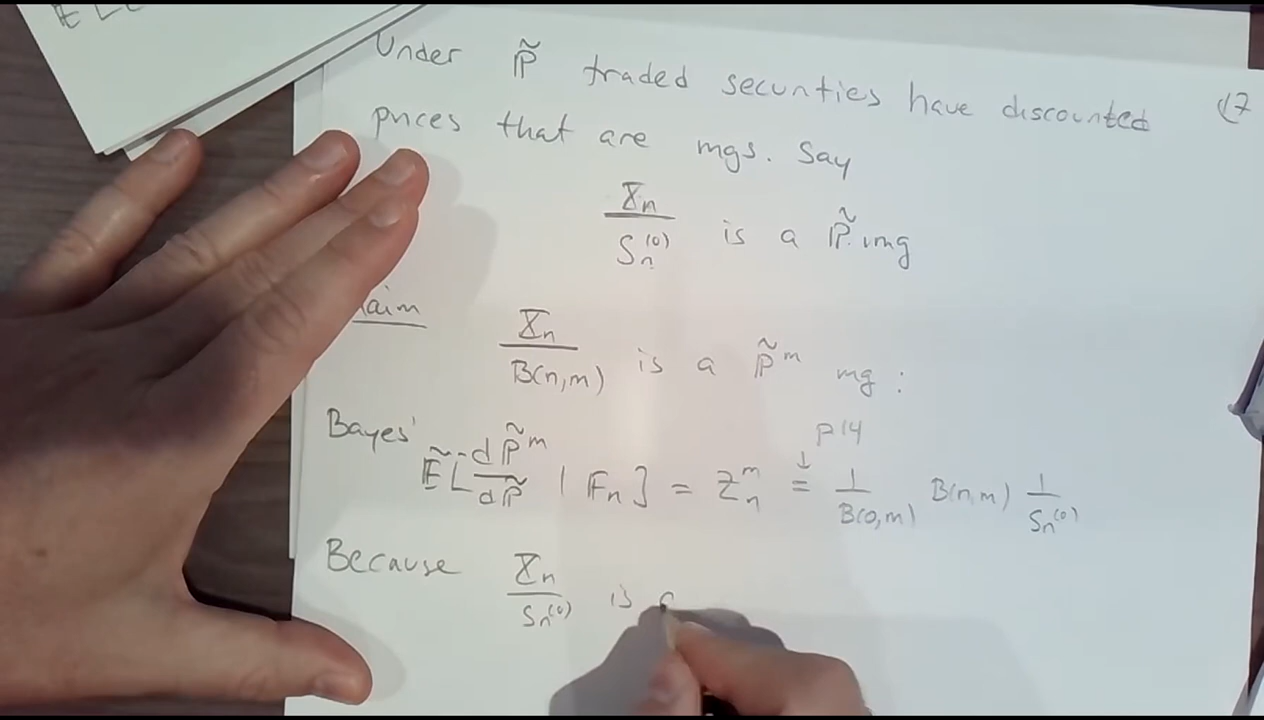 Under P̃ traded securities have discounted 17
prices that are mgs. Say
X_n / S_n^(0) is a P̃ mg
aim X_n / B(n,m) is a P̃^m mg :
p14
Bayes' Ẽ[ dP̃^m / dP̃ | F_n ] = Z_n^m = 1 / B(0,m) B(n,m) 1 / S_n^(0)
↓
Because X_n / S_n^(0) is a